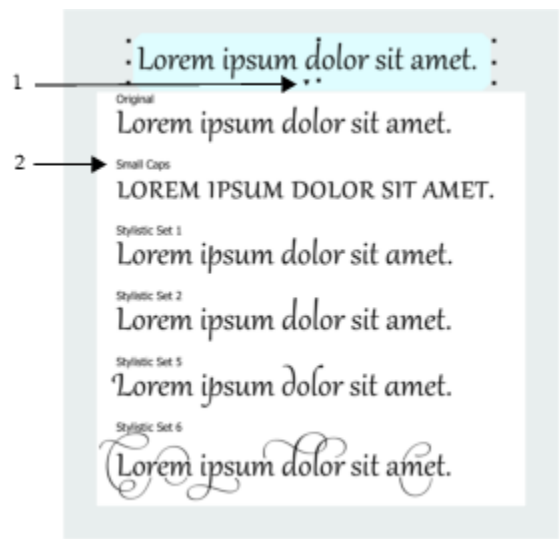 Lorem ipsum dolor sit amet.
1
Original
Lorem ipsum dolor sit amet.
2
Small Caps
LOREM IPSUM DOLOR SIT AMET.
Stylistic Set 1
Lorem ipsum dolor sit amet.
Stylistic Set 2
Lorem ipsum dolor sit amet.
Stylistic Set 5
Lorem ipsum dolor sit amet.
Stylistic Set 6
Lorem ipsum dolor sit amet.